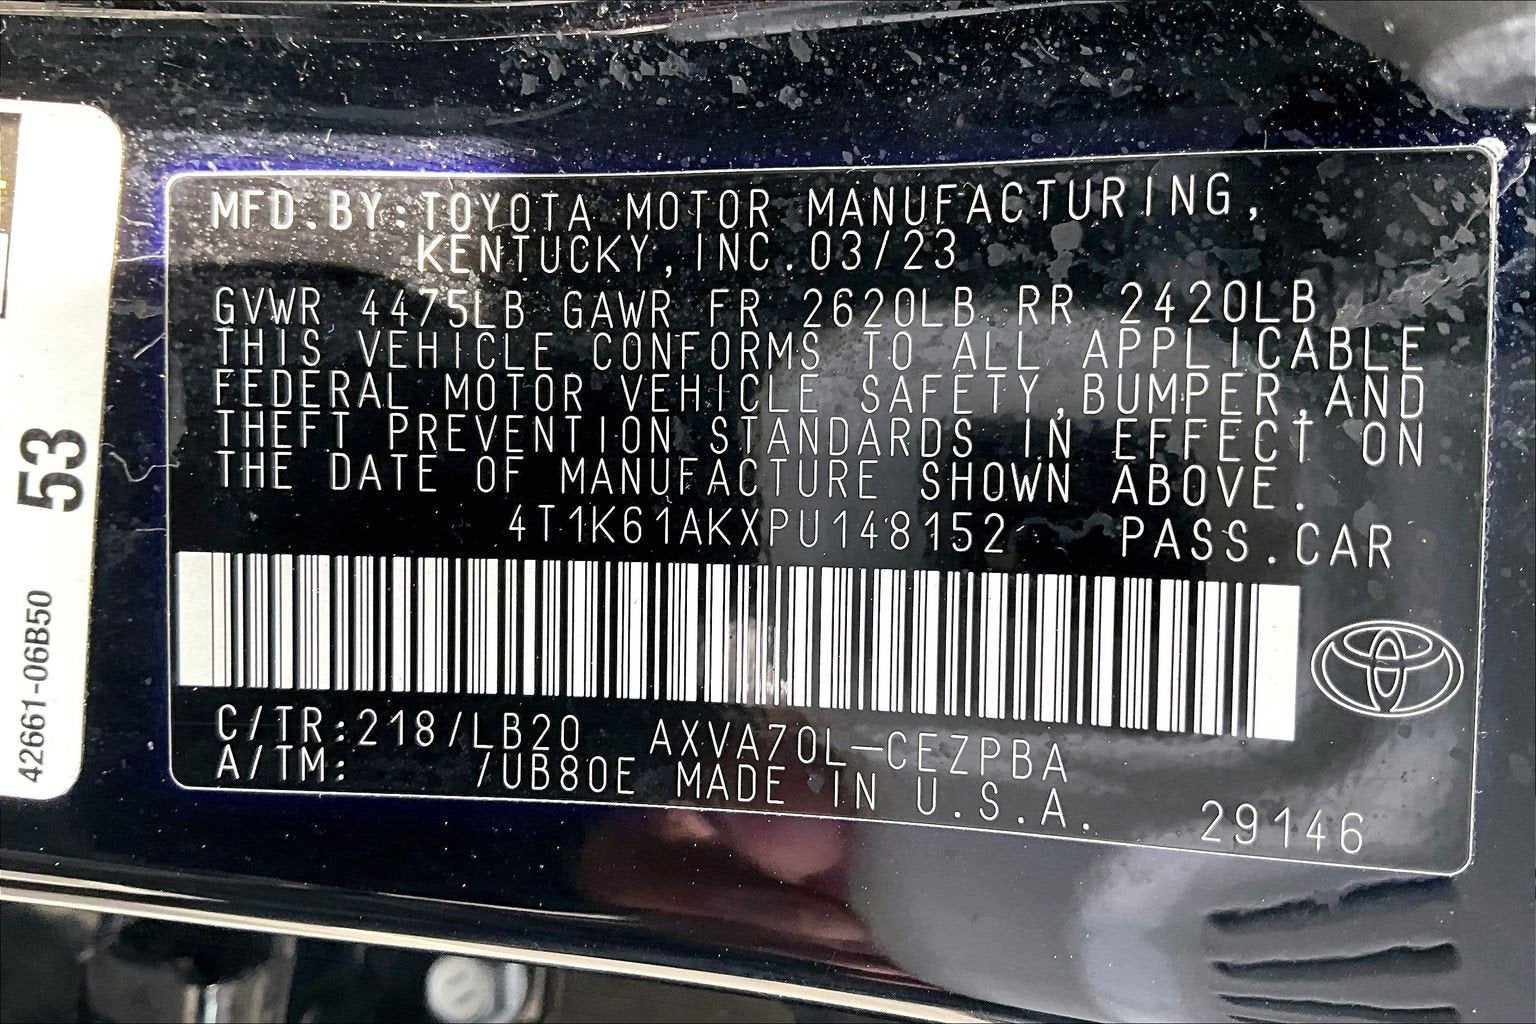 MFD.BY:TOYOTA MOTOR MANUFACTURING,
KENTUCKY,INC.03/23
GVWR 4475LB GAWR FR 2620LB RR 2420LB
THIS VEHICLE CONFORMS TO ALL APPLICABLE
FEDERAL MOTOR VEHICLE SAFETY,BUMPER,AND
THEFT PREVENTION STANDARDS IN EFFECT ON
THE DATE OF MANUFACTURE SHOWN ABOVE.
4T1K61AKXPU148152 PASS.CAR
C/TR:218/LB20 AXVA70L-CEZPBA
A/TM: /UB80E MADE IN U.S.A.
29146
53
42661-06B50